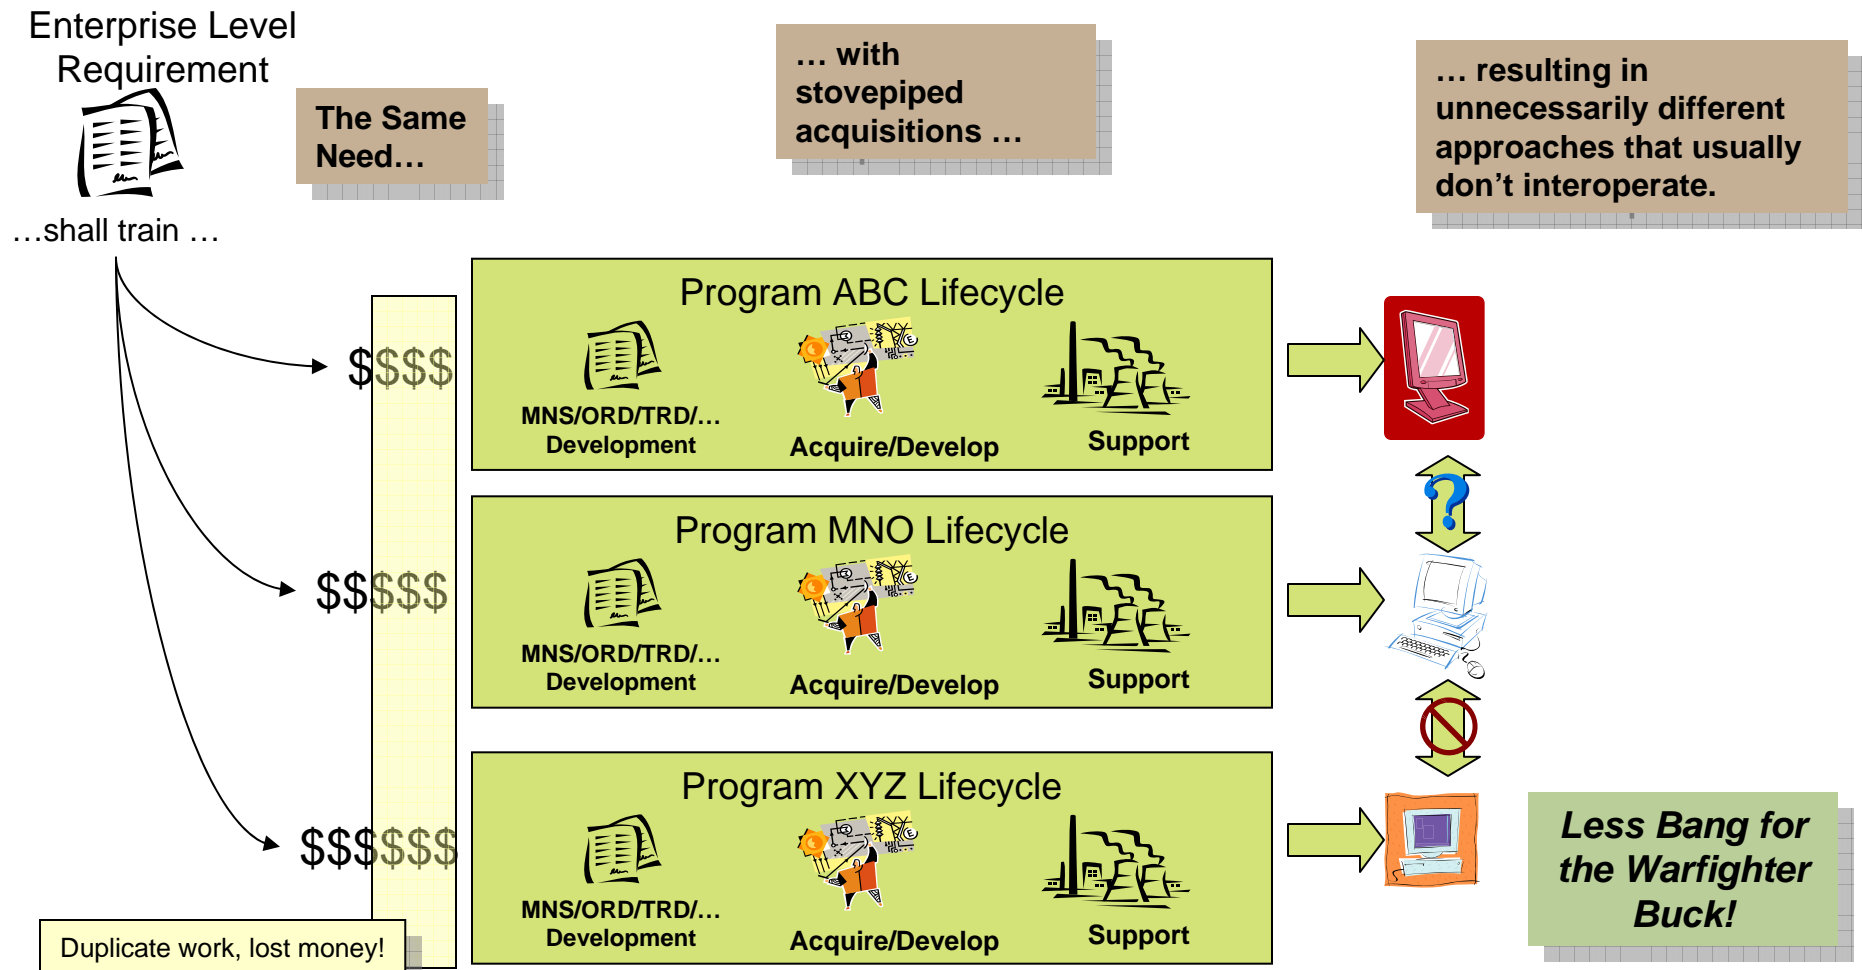 Enterprise Level
Requirement
…shall train …
The Same
Need…
… with
stovepiped
acquisitions …
… resulting in
unnecessarily different
approaches that usually
don’t interoperate.
$$$$
Program ABC Lifecycle
MNS/ORD/TRD/…
Development
Acquire/Develop
Support
$$$$$
Program MNO Lifecycle
MNS/ORD/TRD/…
Development
Acquire/Develop
Support
$$$$$$
Program XYZ Lifecycle
MNS/ORD/TRD/…
Development
Acquire/Develop
Support
?
Duplicate work, lost money!
Less Bang for
the Warfighter
Buck!